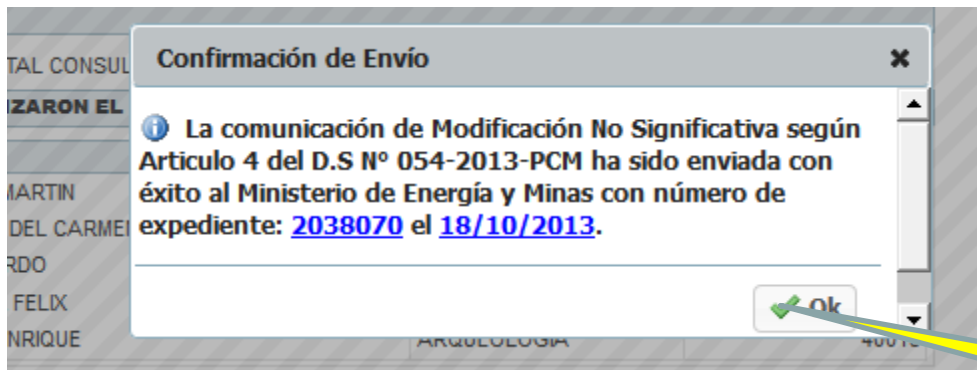 Confirmación de Envío
TAL CONSUL
IZARON EL
La comunicación de Modificación No Significativa según
Articulo 4 del D.S Nº 054-2013-PCM ha sido enviada con
éxito al Ministerio de Energía y Minas con número de
expediente: 2038070 el 18/10/2013.
MARTIN
DEL CARMEN
RDO
FELIX
NRIQUE
Ok
ARQUEOLOGIA